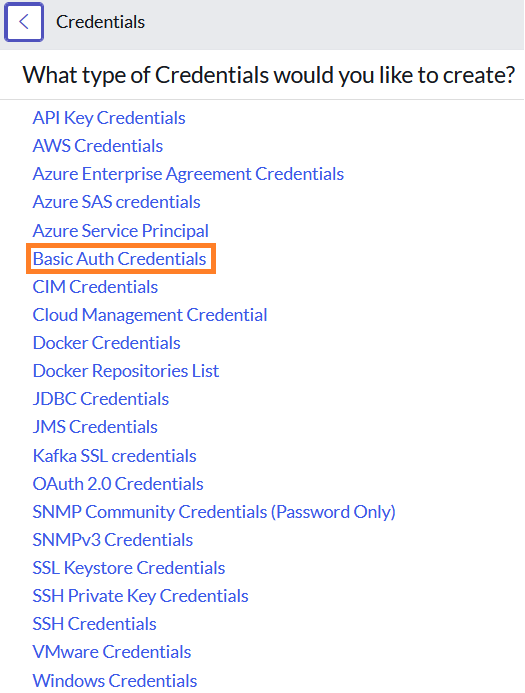 Credentials
What type of Credentials would you like to create?
API Key Credentials
AWS Credentials
Azure Enterprise Agreement Credentials
Azure SAS credentials
Azure Service Principal
Basic Auth Credentials
CIM Credentials
Cloud Management Credential
Docker Credentials
Docker Repositories List
JDBC Credentials
JMS Credentials
Kafka SSL credentials
OAuth 2.0 Credentials
SNMP Community Credentials (Password Only)
SNMPv3 Credentials
SSL Keystore Credentials
SSH Private Key Credentials
SSH Credentials
VMware Credentials
Windows Credentials